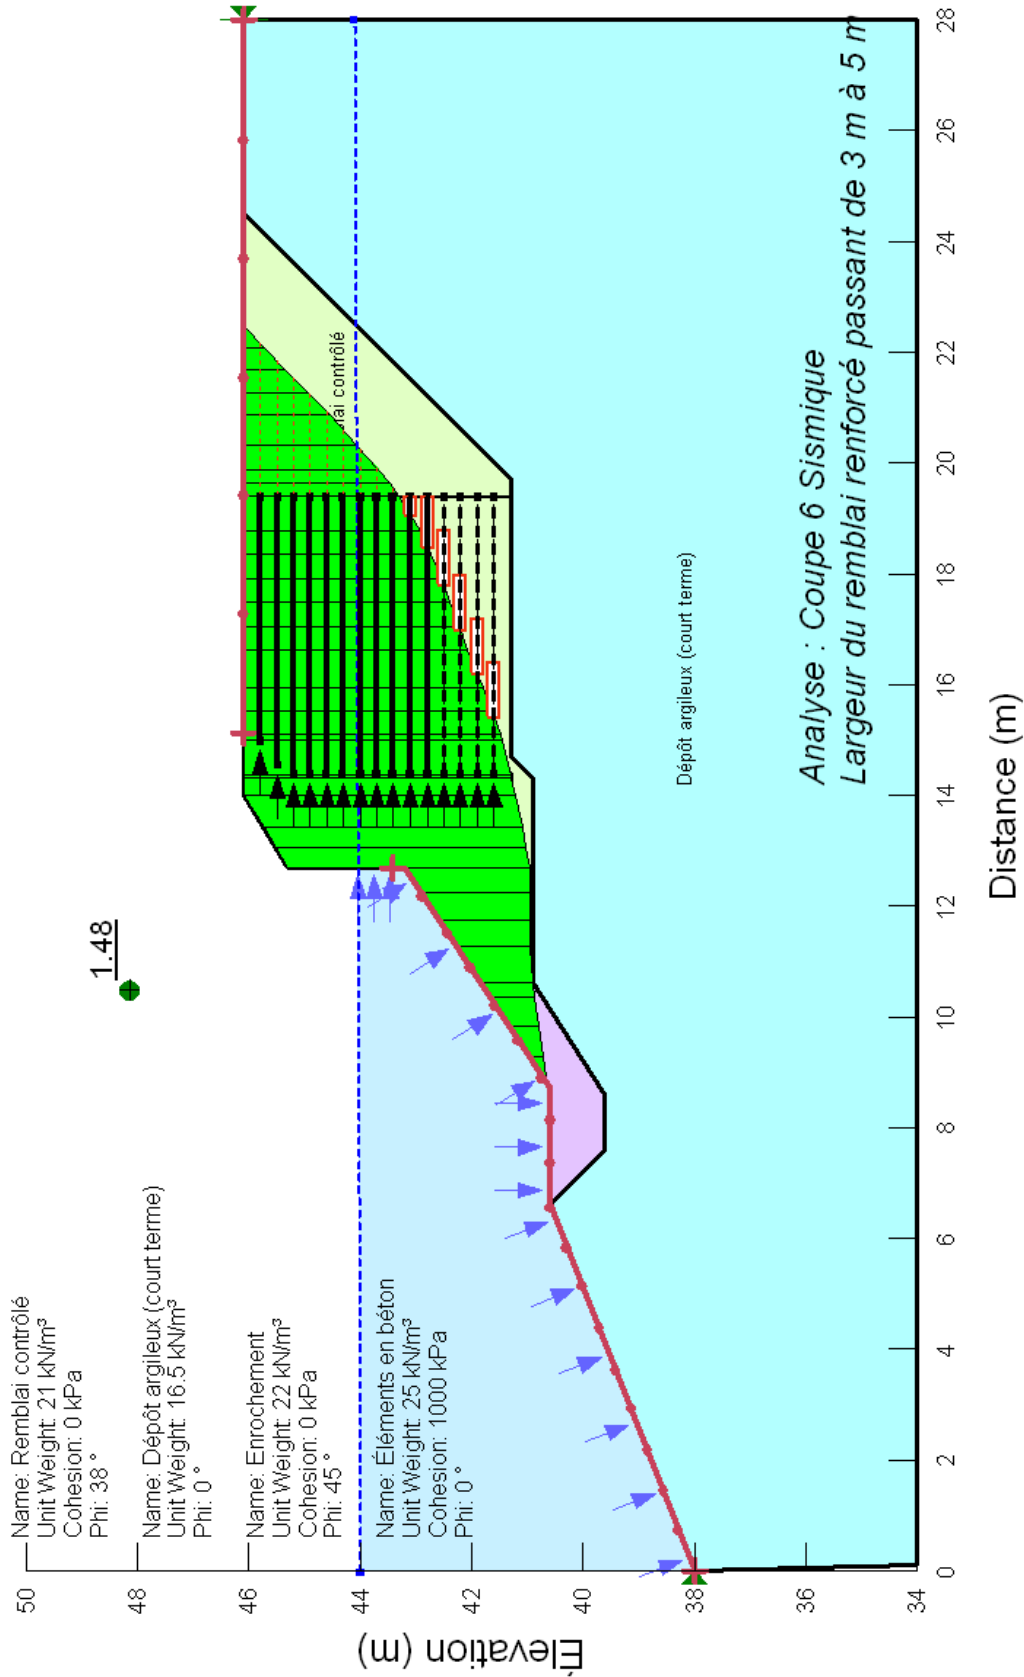 Name: Remblai contrôlé
Unit Weight: 21 kN/m³
Cohesion: 0 kPa
Phi: 38 °
Name: Dépôt argileux (court terme)
Unit Weight: 16.5 kN/m³
Phi: 0 °
Name: Enrochement
Unit Weight: 22 kN/m³
Cohesion: 0 kPa
Phi: 45 °
Name: Éléments en béton
Unit Weight: 25 kN/m³
Cohesion: 1000 kPa
Phi: 0 °
1.48
lai contrôlé
Dépôt argileux (court terme)
Analyse : Coupe 6 Sismique
Largeur du remblai renforcé passant de 3 m à 5 m
Élevation (m)
50
48
46
44
42
40
38
36
34
0
2
4
6
8
10
12
14
16
18
20
22
24
26
28
Distance (m)